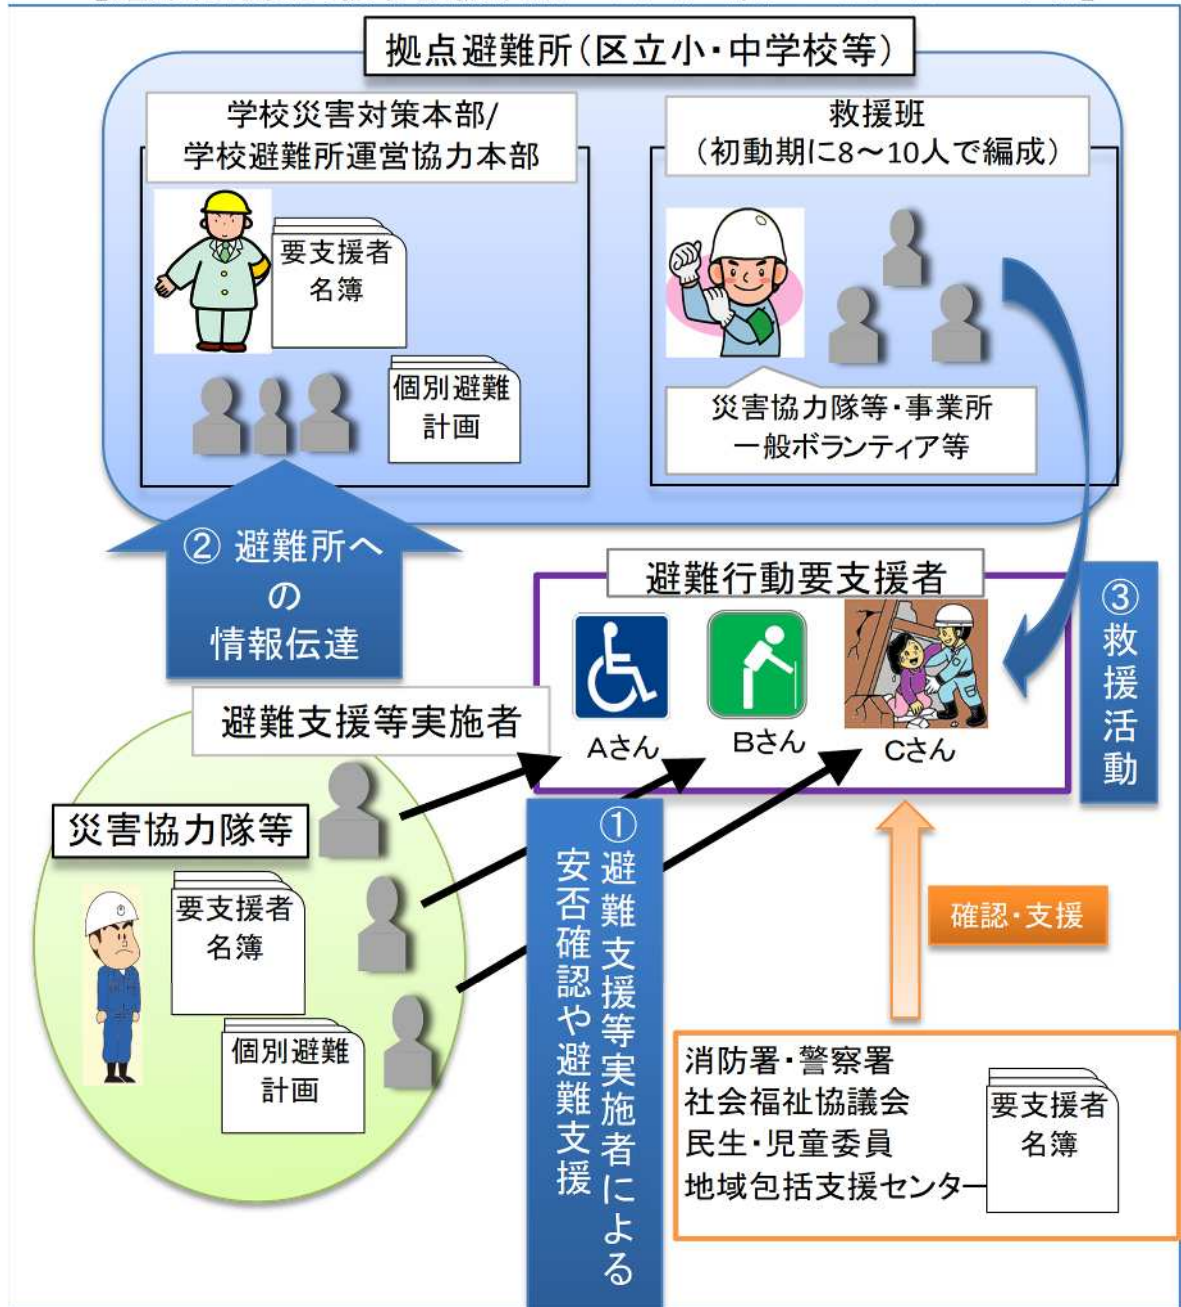 拠点避難所(区立小・中学校等)
学校災害対策本部/
学校避難所運営協力本部
要支援者
名簿
個別避難
計画
救援班
(初動期に8～10人で編成)
災害協力隊等・事業所
一般ボランティア等
② 避難所へ
の
情報伝達
避難行動要支援者
Aさん
Bさん
Cさん
③救援活動
避難支援等実施者
災害協力隊等
要支援者
名簿
個別避難
計画
①避難支援等実施者による
安否確認や避難支援
確認・支援
消防署・警察署
社会福祉協議会
民生・児童委員
地域包括支援センター
要支援者
名簿